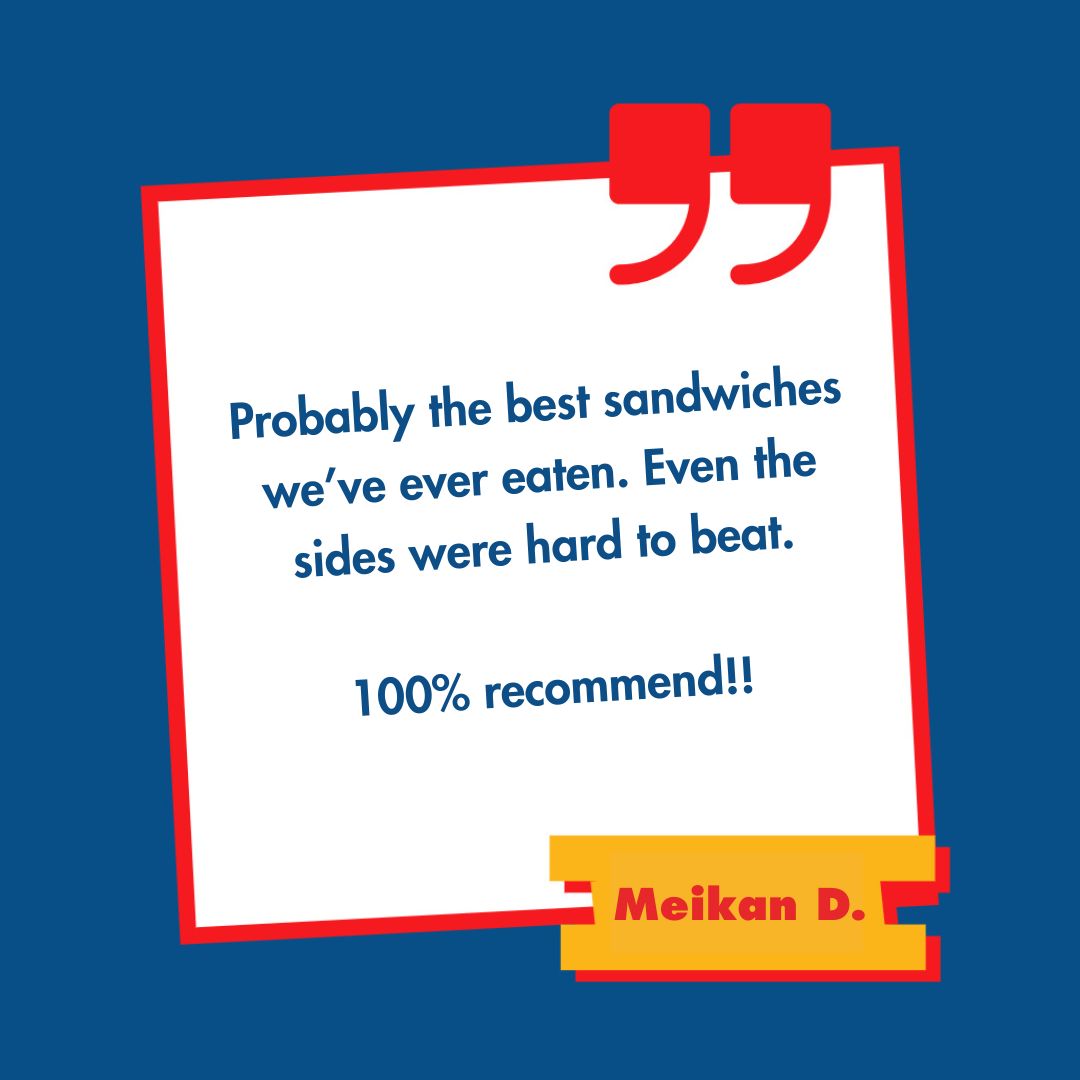 Probably the best sandwiches
we’ve ever eaten. Even the
sides were hard to beat.
100% recommend!!
Meikan D.